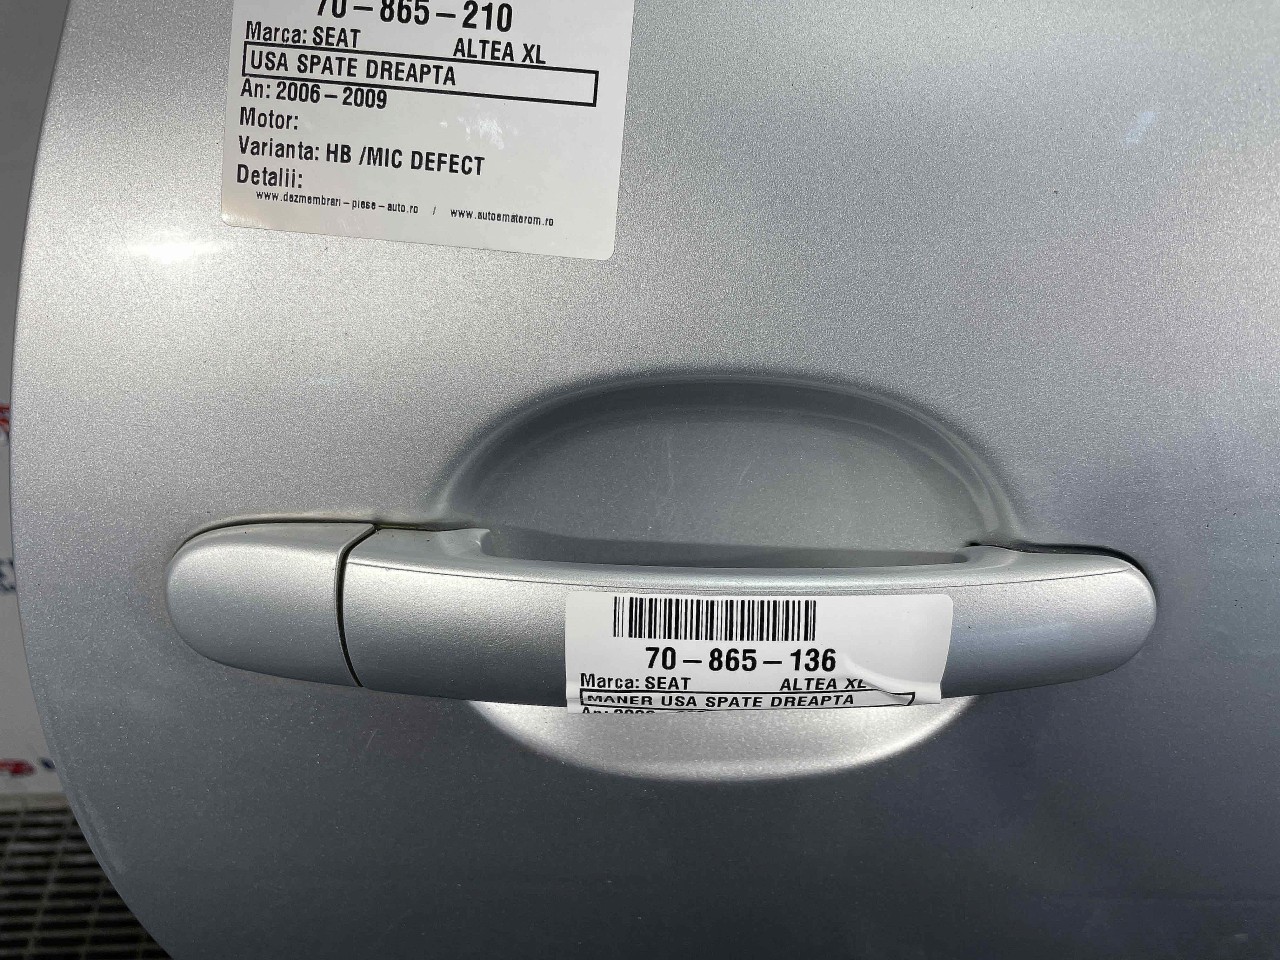 70-865-210
Marca: SEAT ALTEA XL
USA SPATE DREAPTA
An: 2006-2009
Motor:
Varianta: HB /MIC DEFECT
Detalii:
www.dezmembrari-piese-auto.ro / www.autoematerom.ro
70-865-136
Marca: SEAT ALTEA XL
MANER USA SPATE DREAPTA
An: